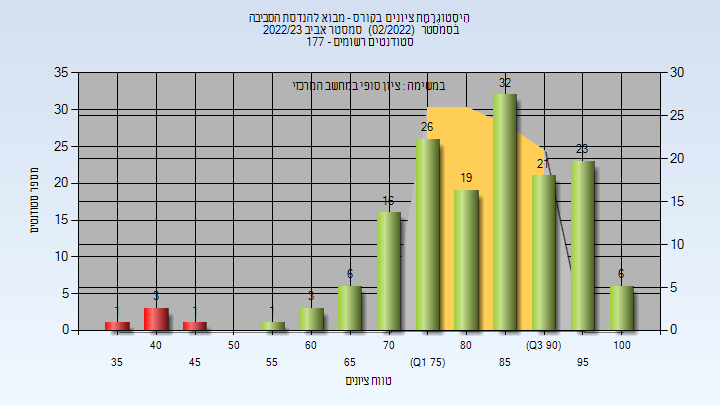 היסטוגרמת ציונים בקורס - מבוא להנדסת הסביבה
בסמסטר (02/2022) סמסטר אביב 2022/23
סטודנטים רשומים - 177
במשימה : ציון סופי במחשב המרכזי
מספר סטודנטים
35 30 25 20 15 10 5 0
30 25 20 15 10 5 0
1 3 1 1 3 6 16 26 19 32 21 23 6
35 40 45 50 55 60 65 70 (Q1 75) 80 85 (Q3 90) 95 100
טווח ציונים